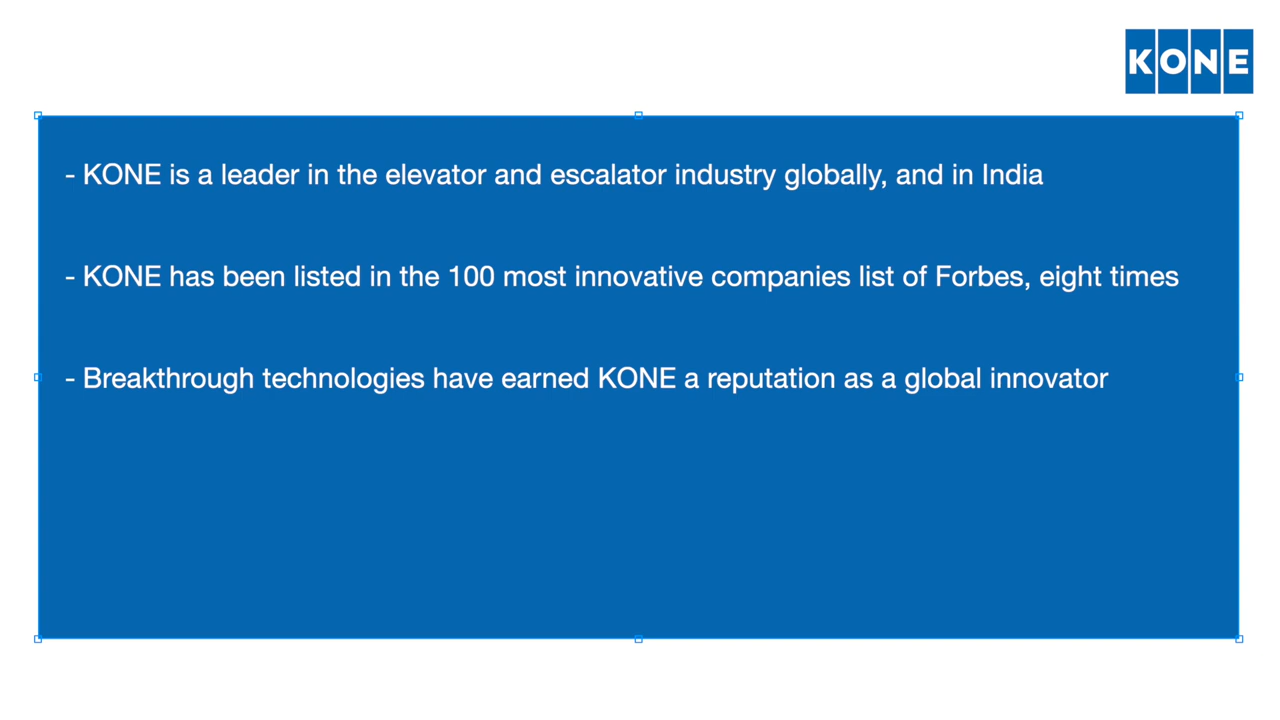 KONE
- KONE is a leader in the elevator and escalator industry globally, and in India
- KONE has been listed in the 100 most innovative companies list of Forbes, eight times
- Breakthrough technologies have earned KONE a reputation as a global innovator